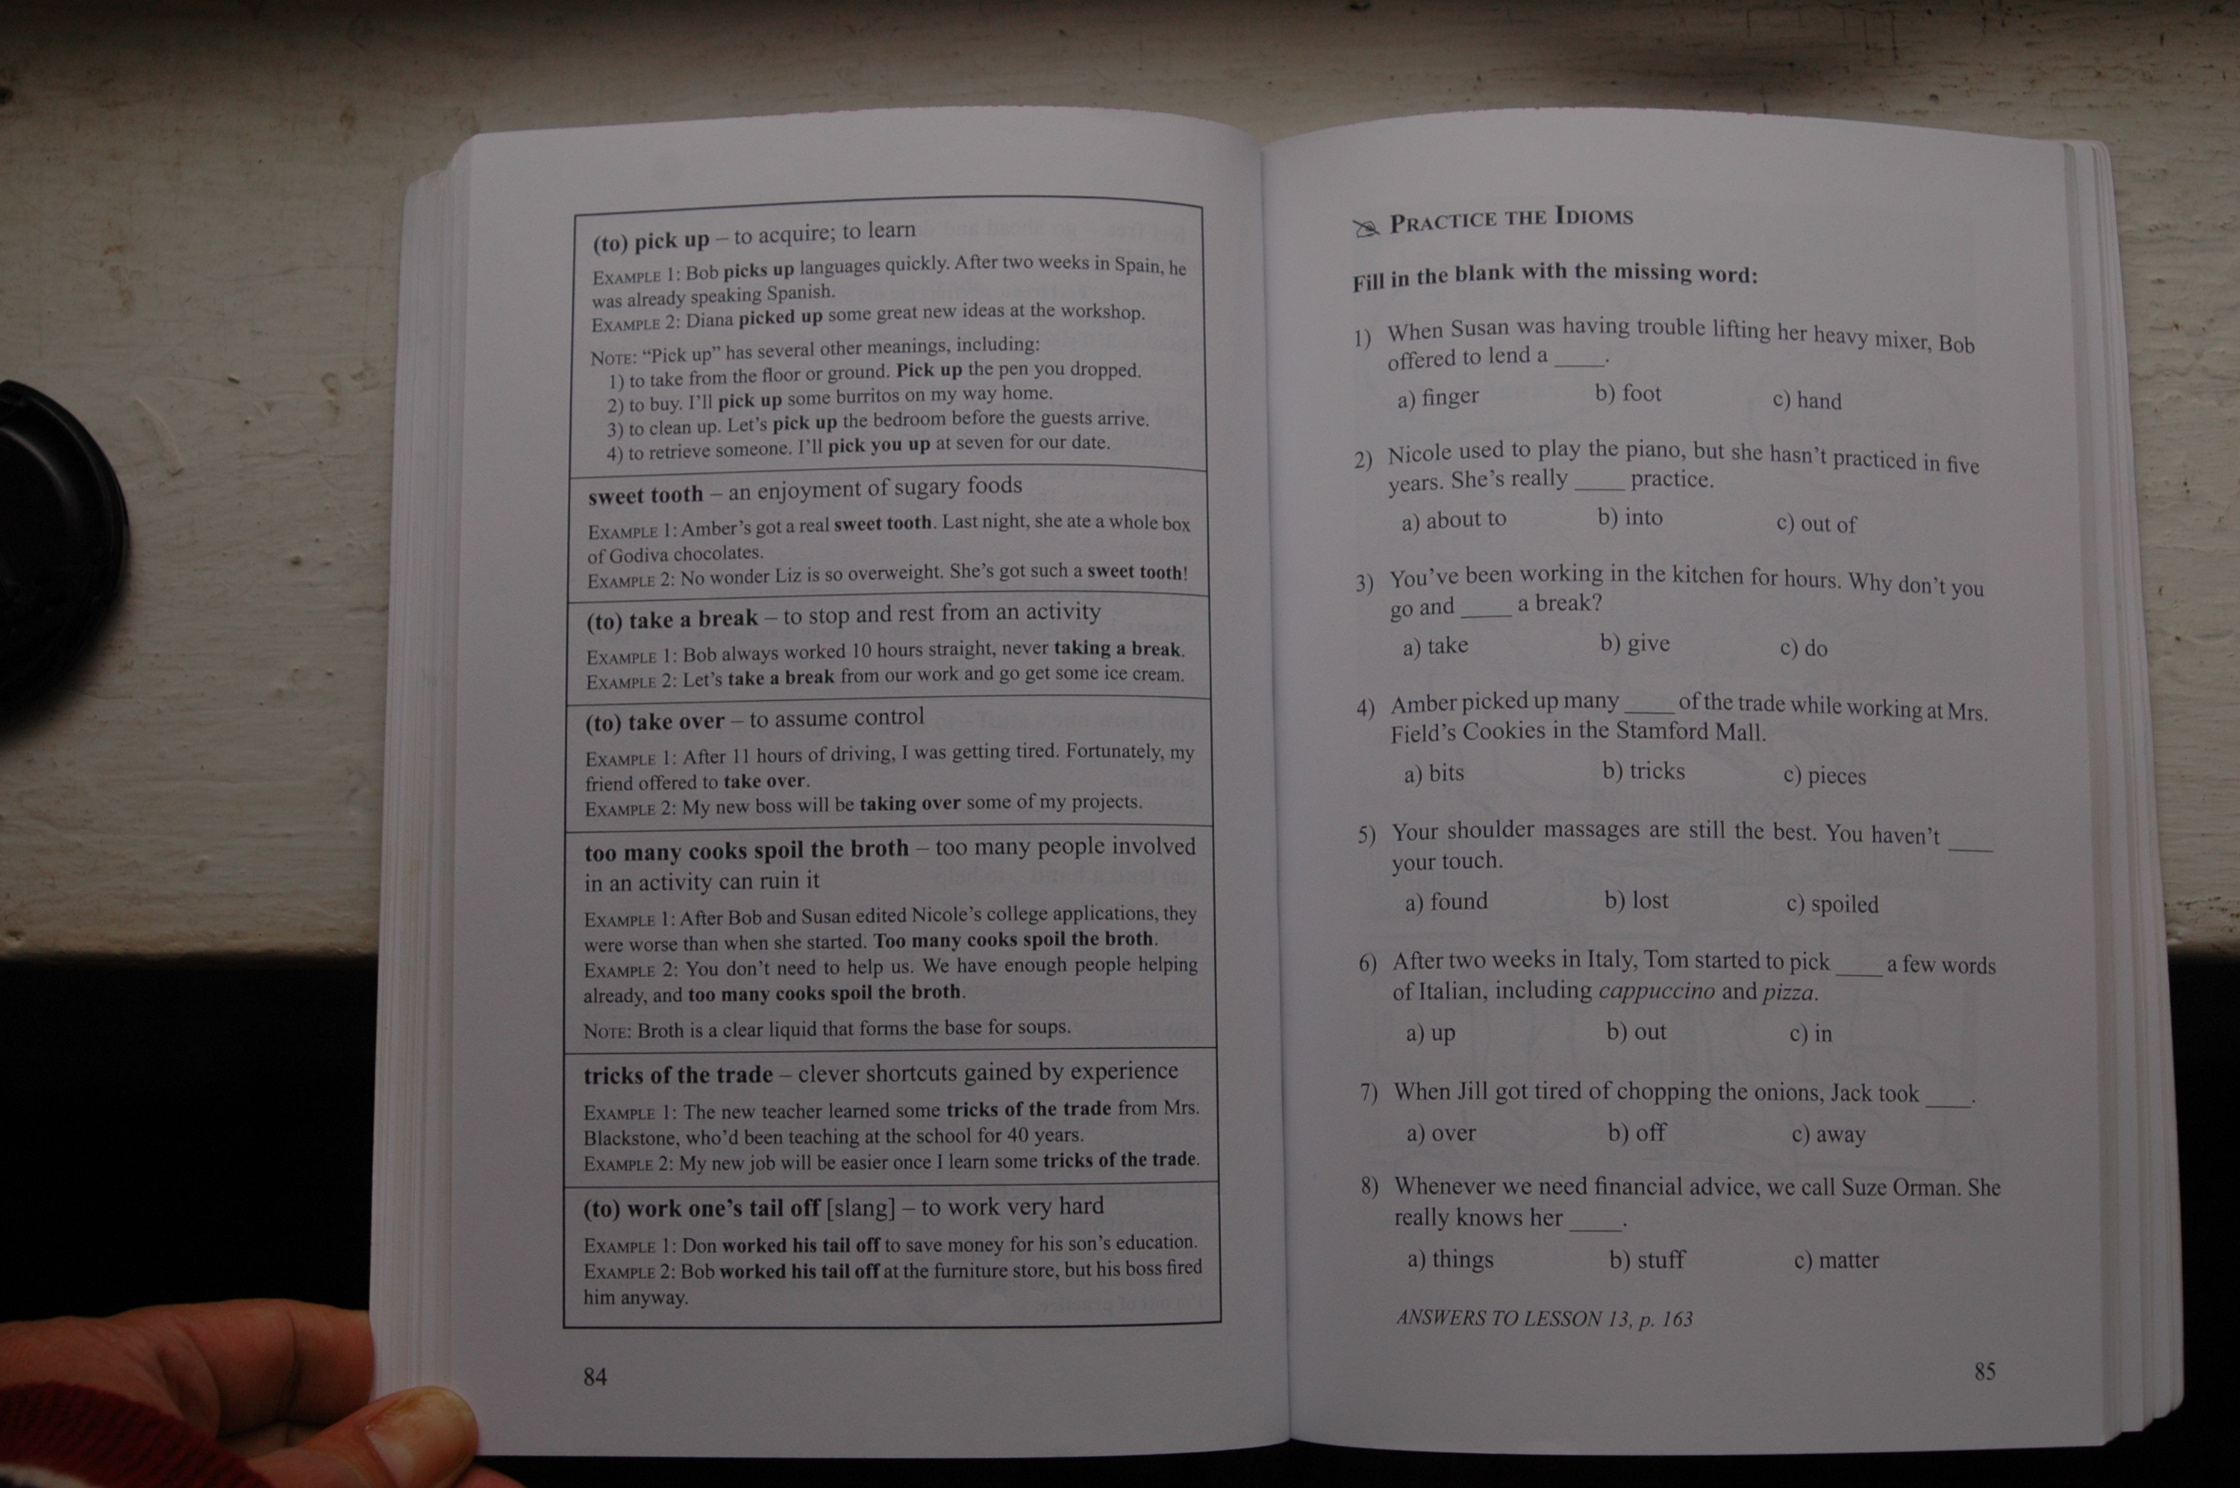 (to) pick up – to acquire; to learn
EXAMPLE 1: Bob picks up languages quickly. After two weeks in Spain, he
was already speaking Spanish.
EXAMPLE 2: Diana picked up some great new ideas at the workshop.
NOTE: “Pick up” has several other meanings, including:
1) to take from the floor or ground. Pick up the pen you dropped.
2) to buy. I’ll pick up some burritos on my way home.
3) to clean up. Let’s pick up the bedroom before the guests arrive.
4) to retrieve someone. I’ll pick you up at seven for our date.
sweet tooth – an enjoyment of sugary foods
EXAMPLE 1: Amber’s got a real sweet tooth. Last night, she ate a whole box
of Godiva chocolates.
EXAMPLE 2: No wonder Liz is so overweight. She’s got such a sweet tooth!
(to) take a break – to stop and rest from an activity
EXAMPLE 1: Bob always worked 10 hours straight, never taking a break.
EXAMPLE 2: Let’s take a break from our work and go get some ice cream.
(to) take over – to assume control
EXAMPLE 1: After 11 hours of driving, I was getting tired. Fortunately, my
friend offered to take over.
EXAMPLE 2: My new boss will be taking over some of my projects.
too many cooks spoil the broth – too many people involved
in an activity can ruin it
EXAMPLE 1: After Bob and Susan edited Nicole’s college applications, they
were worse than when she started. Too many cooks spoil the broth.
EXAMPLE 2: You don’t need to help us. We have enough people helping
already, and too many cooks spoil the broth.
NOTE: Broth is a clear liquid that forms the base for soups.
tricks of the trade – clever shortcuts gained by experience
EXAMPLE 1: The new teacher learned some tricks of the trade from Mrs.
Blackstone, who’d been teaching at the school for 40 years.
EXAMPLE 2: My new job will be easier once I learn some tricks of the trade.
(to) work one’s tail off [slang] – to work very hard
EXAMPLE 1: Don worked his tail off to save money for his son’s education.
EXAMPLE 2: Bob worked his tail off at the furniture store, but his boss fired
him anyway.
84
PRACTICE THE IDIOMS
Fill in the blank with the missing word:
1) When Susan was having trouble lifting her heavy mixer, Bob
offered to lend a ____.
a) finger b) foot c) hand
2) Nicole used to play the piano, but she hasn’t practiced in five
years. She’s really ____ practice.
a) about to b) into c) out of
3) You’ve been working in the kitchen for hours. Why don’t you
go and ____ a break?
a) take b) give c) do
4) Amber picked up many ____ of the trade while working at Mrs.
Field’s Cookies in the Stamford Mall.
a) bits b) tricks c) pieces
5) Your shoulder massages are still the best. You haven’t ____
your touch.
a) found b) lost c) spoiled
6) After two weeks in Italy, Tom started to pick ____ a few words
of Italian, including cappuccino and pizza.
a) up b) out c) in
7) When Jill got tired of chopping the onions, Jack took ____.
a) over b) off c) away
8) Whenever we need financial advice, we call Suze Orman. She
really knows her ____.
a) things b) stuff c) matter
ANSWERS TO LESSON 13, p. 163
85